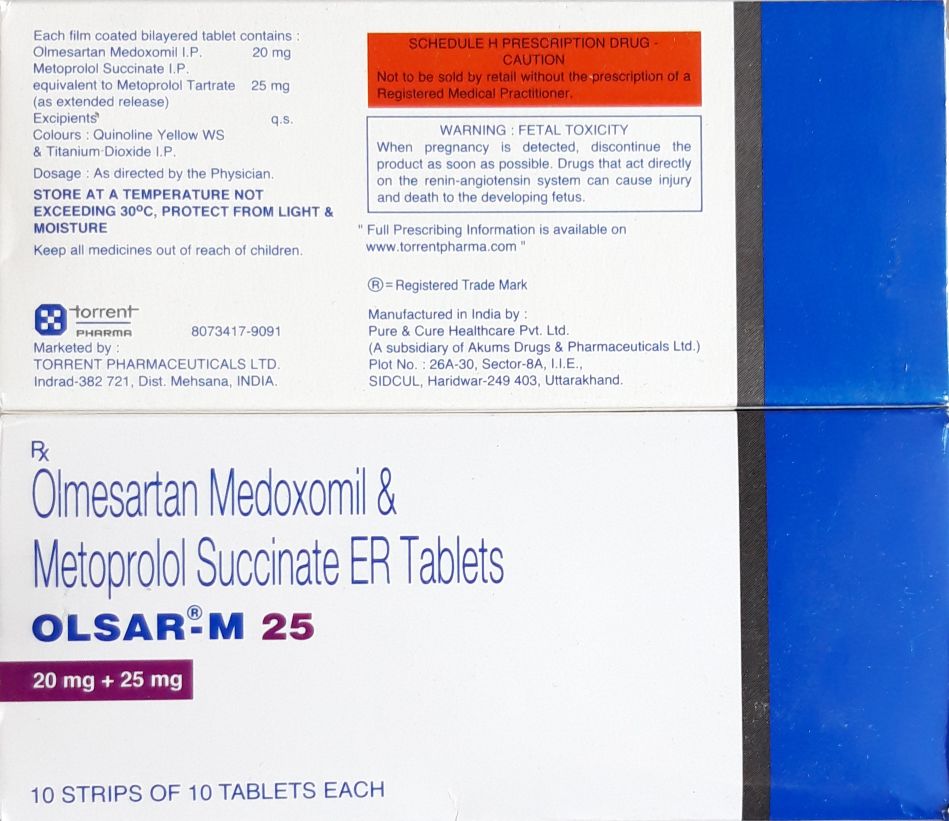 Each film coated bilayered tablet contains :
Olmesartan Medoxomil I.P. 20 mg
Metoprolol Succinate I.P.
equivalent to Metoprolol Tartrate 25 mg
(as extended release)
Excipients q.s.
Colours : Quinoline Yellow WS
& Titanium Dioxide I.P.
Dosage : As directed by the Physician.
STORE AT A TEMPERATURE NOT
EXCEEDING 30ºC, PROTECT FROM LIGHT &
MOISTURE
Keep all medicines out of reach of children.
torrent
PHARMA
8073417-9091
Marketed by :
TORRENT PHARMACEUTICALS LTD.
Indrad-382 721, Dist. Mehsana, INDIA.
SCHEDULE H PRESCRIPTION DRUG -
CAUTION
Not to be sold by retail without the prescription of a
Registered Medical Practitioner.
WARNING : FETAL TOXICITY
When pregnancy is detected, discontinue the
product as soon as possible. Drugs that act directly
on the renin-angiotensin system can cause injury
and death to the developing fetus.
" Full Prescribing Information is available on
www.torrentpharma.com "
® = Registered Trade Mark
Manufactured in India by :
Pure & Cure Healthcare Pvt. Ltd.
(A subsidiary of Akums Drugs & Pharmaceuticals Ltd.)
Plot No. : 26A-30, Sector-8A, I.I.E.,
SIDCUL, Haridwar-249 403, Uttarakhand.
Rx
Olmesartan Medoxomil &
Metoprolol Succinate ER Tablets
OLSAR®-M 25
20 mg + 25 mg
10 STRIPS OF 10 TABLETS EACH